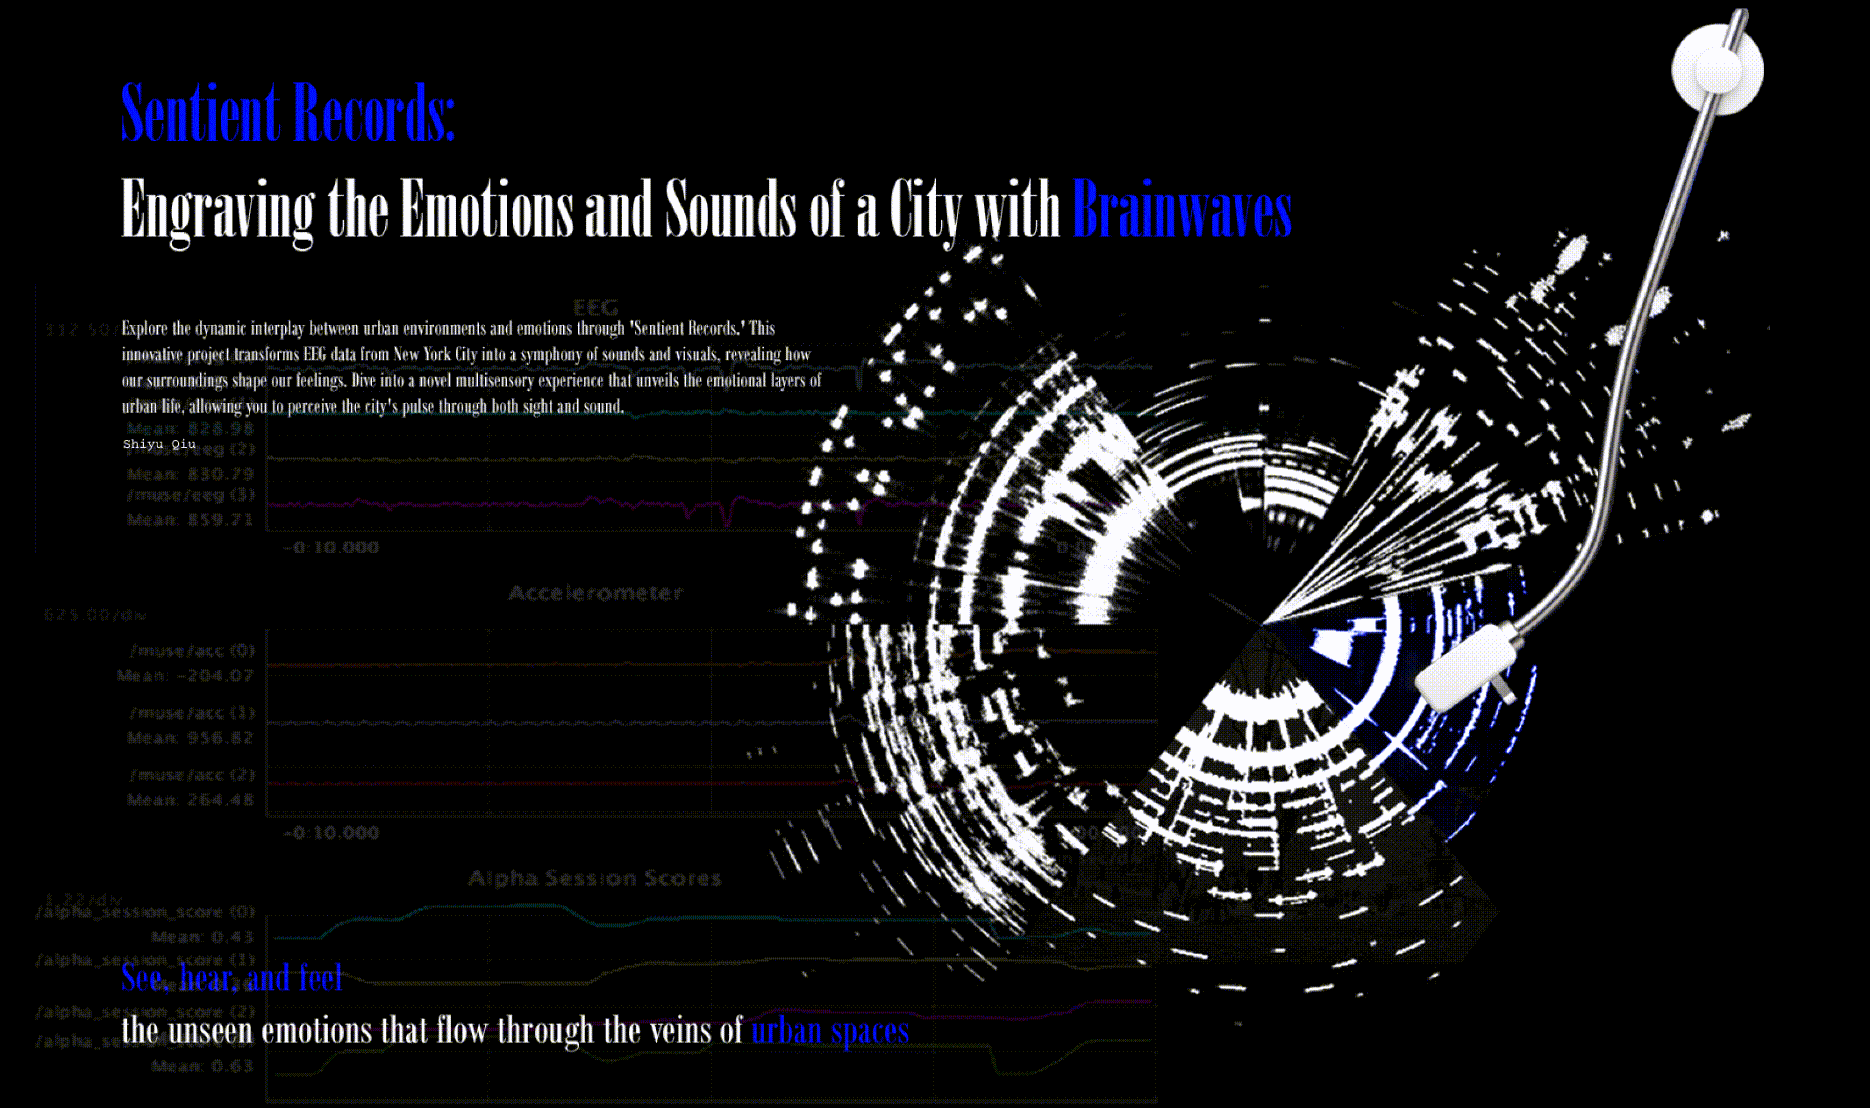 Sentient Records:
Engraving the Emotions and Sounds of a City with Brainwaves
EEG
312.50/
Explore the dynamic interplay between urban environments and emotions through 'Sentient Records.' This
innovative project transforms EEG data from New York City into a symphony of sounds and visuals, revealing how
our surroundings shape our feelings. Dive into a novel multisensory experience that unveils the emotional layers of
urban life, allowing you to perceive the city's pulse through both sight and sound.
Mean: 828.98
Shiyu Qiu
eeg (2)
Mean: 830.79
/muse/eeg (3)
Mean: 859.71
-0:10.000
Accelerometer
625.00/div
/muse/acc (0)
Mean: -204.07
/muse/acc (1)
Mean: 956.82
/muse/acc (2)
Mean: 264.48
-0:10.000
Alpha Session Scores
1.22/div
/alpha_session_score (0)
Mean: 0.43
/alpha_session_score (1)
See, hear, and feel
/alpha_session_score (2)
the unseen emotions that flow through the veins of urban spaces
Mean: 0.63